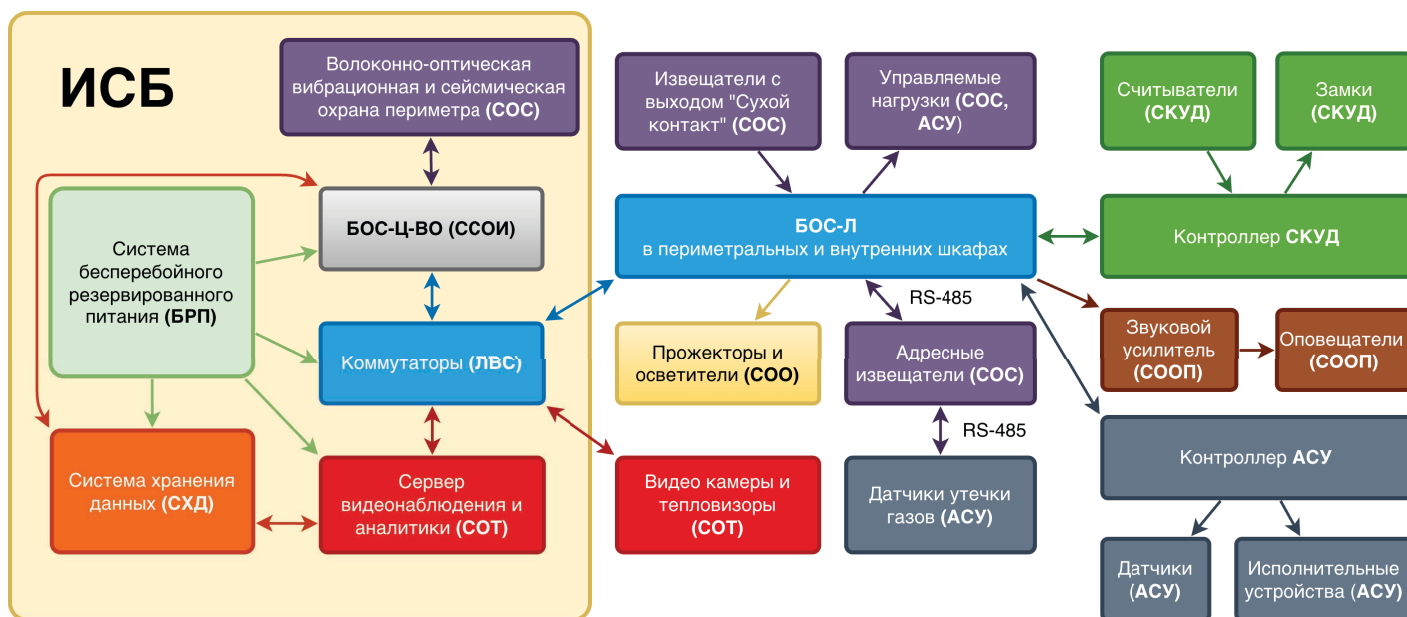 ИСБ
Волоконно-оптическая
вибрационная и сейсмическая
охрана периметра (СОС)
БОС-Ц-ВО (ССОИ)
Система
бесперебойного
резервированного
питания (БРП)
Коммутаторы (ЛВС)
Система хранения
данных (СХД)
Сервер
видеонаблюдения и
аналитики (СОТ)
Извещатели с
выходом "Сухой
контакт" (СОС)
Управляемые
нагрузки (СОС,
АСУ)
БОС-Л
в периметральных и внутренних шкафах
RS-485
Прожекторы и
осветители (СОО)
Адресные
извещатели (СОС)
RS-485
Видео камеры и
тепловизоры
(СОТ)
Датчики утечки
газов (АСУ)
Считыватели
(СКУД)
Замки
(СКУД)
Контроллер СКУД
Звуковой
усилитель
(СООП)
Оповещатели
(СООП)
Контроллер АСУ
Датчики
(АСУ)
Исполнительные
устройства (АСУ)